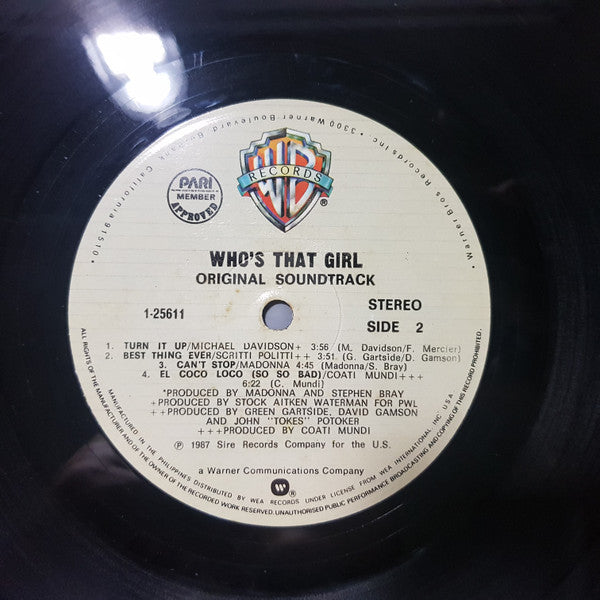 Warner Bros Records Inc. • 3300 Warner Boulevard Burbank, California 91510 •
RECORDS
®
PARI
MEMBER
APPROVED
WHO'S THAT GIRL
ORIGINAL SOUNDTRACK
1-25611
STEREO
SIDE 2
1. TURN IT UP/MICHAEL DAVIDSON+ 3:56 (M. Davidson/F. Mercier)
2. BEST THING EVER/SCRITTI POLITTI++ 3:51 (G. Gartside/D. Gamson)
3. CAN'T STOP/MADONNA 4:45 (Madonna/S. Bray)
4. EL COCO LOCO (SO SO BAD)/COATI MUNDI+++
6:22 (C. Mundi)
*PRODUCED BY MADONNA AND STEPHEN BRAY
+PRODUCED BY STOCK AITKEN WATERMAN FOR PWL
++PRODUCED BY GREEN GARTSIDE, DAVID GAMSON
AND JOHN "TOKES" POTOKER
+++PRODUCED BY COATI MUNDI
℗ 1987 Sire Records Company for the U.S.
a Warner Communications Company
®
MANUFACTURED IN THE PHILIPPINES DISTRIBUTED BY WEA RECORDS UNDER LICENSE FROM WEA INTERNATIONAL INC. U.S.A.
ALL RIGHTS OF THE MANUFACTURER AND OF THE OWNER OF THE RECORDED WORK RESERVED. UNAUTHORISED PUBLIC PERFORMANCE BROADCASTING AND COPYING OF THIS RECORD PROHIBITED.